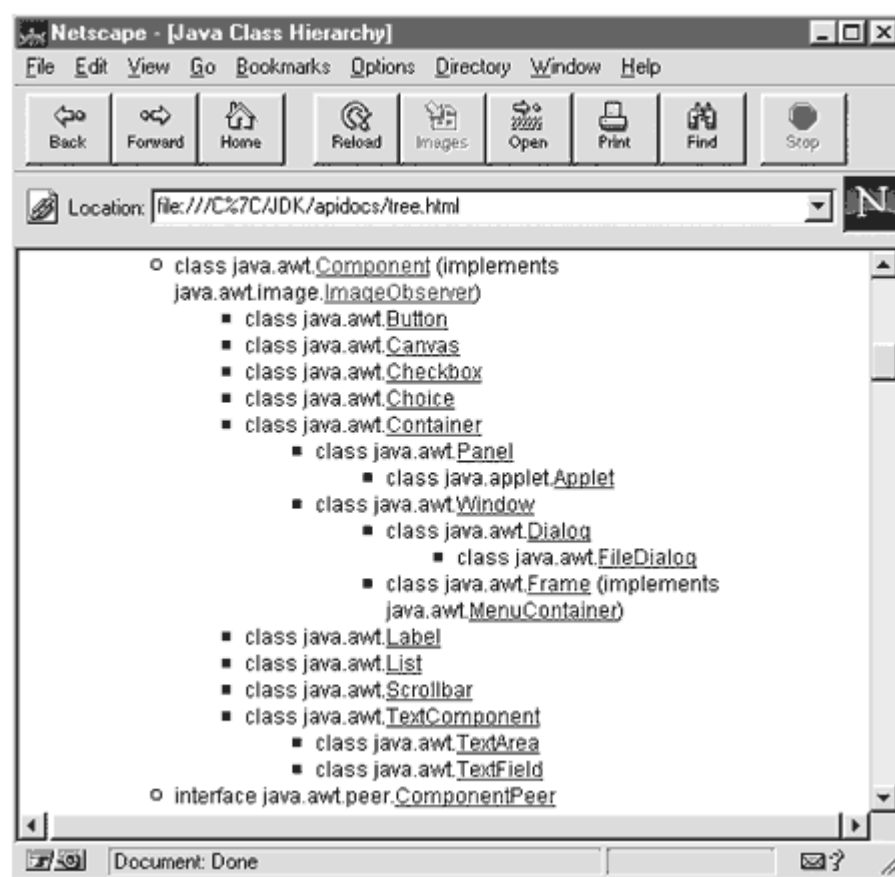 Netscape - [Java Class Hierarchy]
File Edit View Go Bookmarks Options Directory Window Help
Back Forward Home Reload Images Open Print Find Stop
Location: file:///C%7C/JDK/apidocs/tree.html
N
class java.awt.Component (implements
java.awt.image.ImageObserver)
class java.awt.Button
class java.awt.Canvas
class java.awt.Checkbox
class java.awt.Choice
class java.awt.Container
class java.awt.Panel
class java.applet.Applet
class java.awt.Window
class java.awt.Dialog
class java.awt.FileDialog
class java.awt.Frame (implements
java.awt.MenuContainer)
class java.awt.Label
class java.awt.List
class java.awt.Scrollbar
class java.awt.TextComponent
class java.awt.TextArea
class java.awt.TextField
interface java.awt.peer.ComponentPeer
Document: Done ?